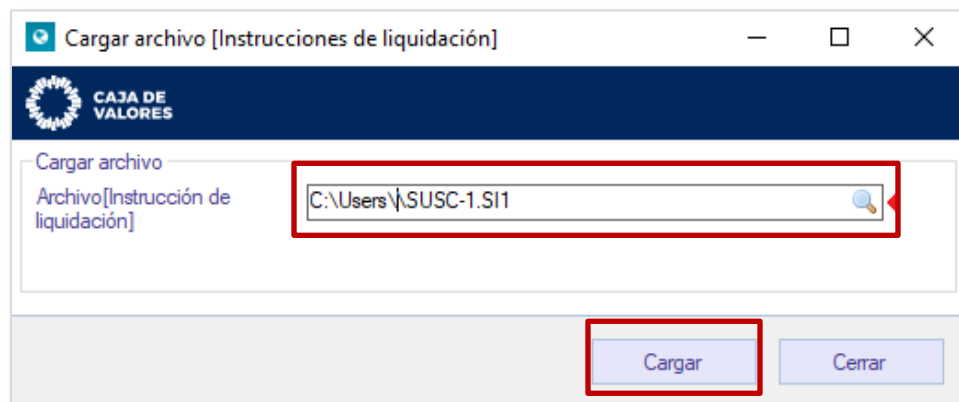 Cargar archivo [Instrucciones de liquidación]
CAJA DE
VALORES
Cargar archivo
Archivo[Instrucción de
liquidación]
C:\Users\\SUSC-1.SI1
Cargar
Cerrar